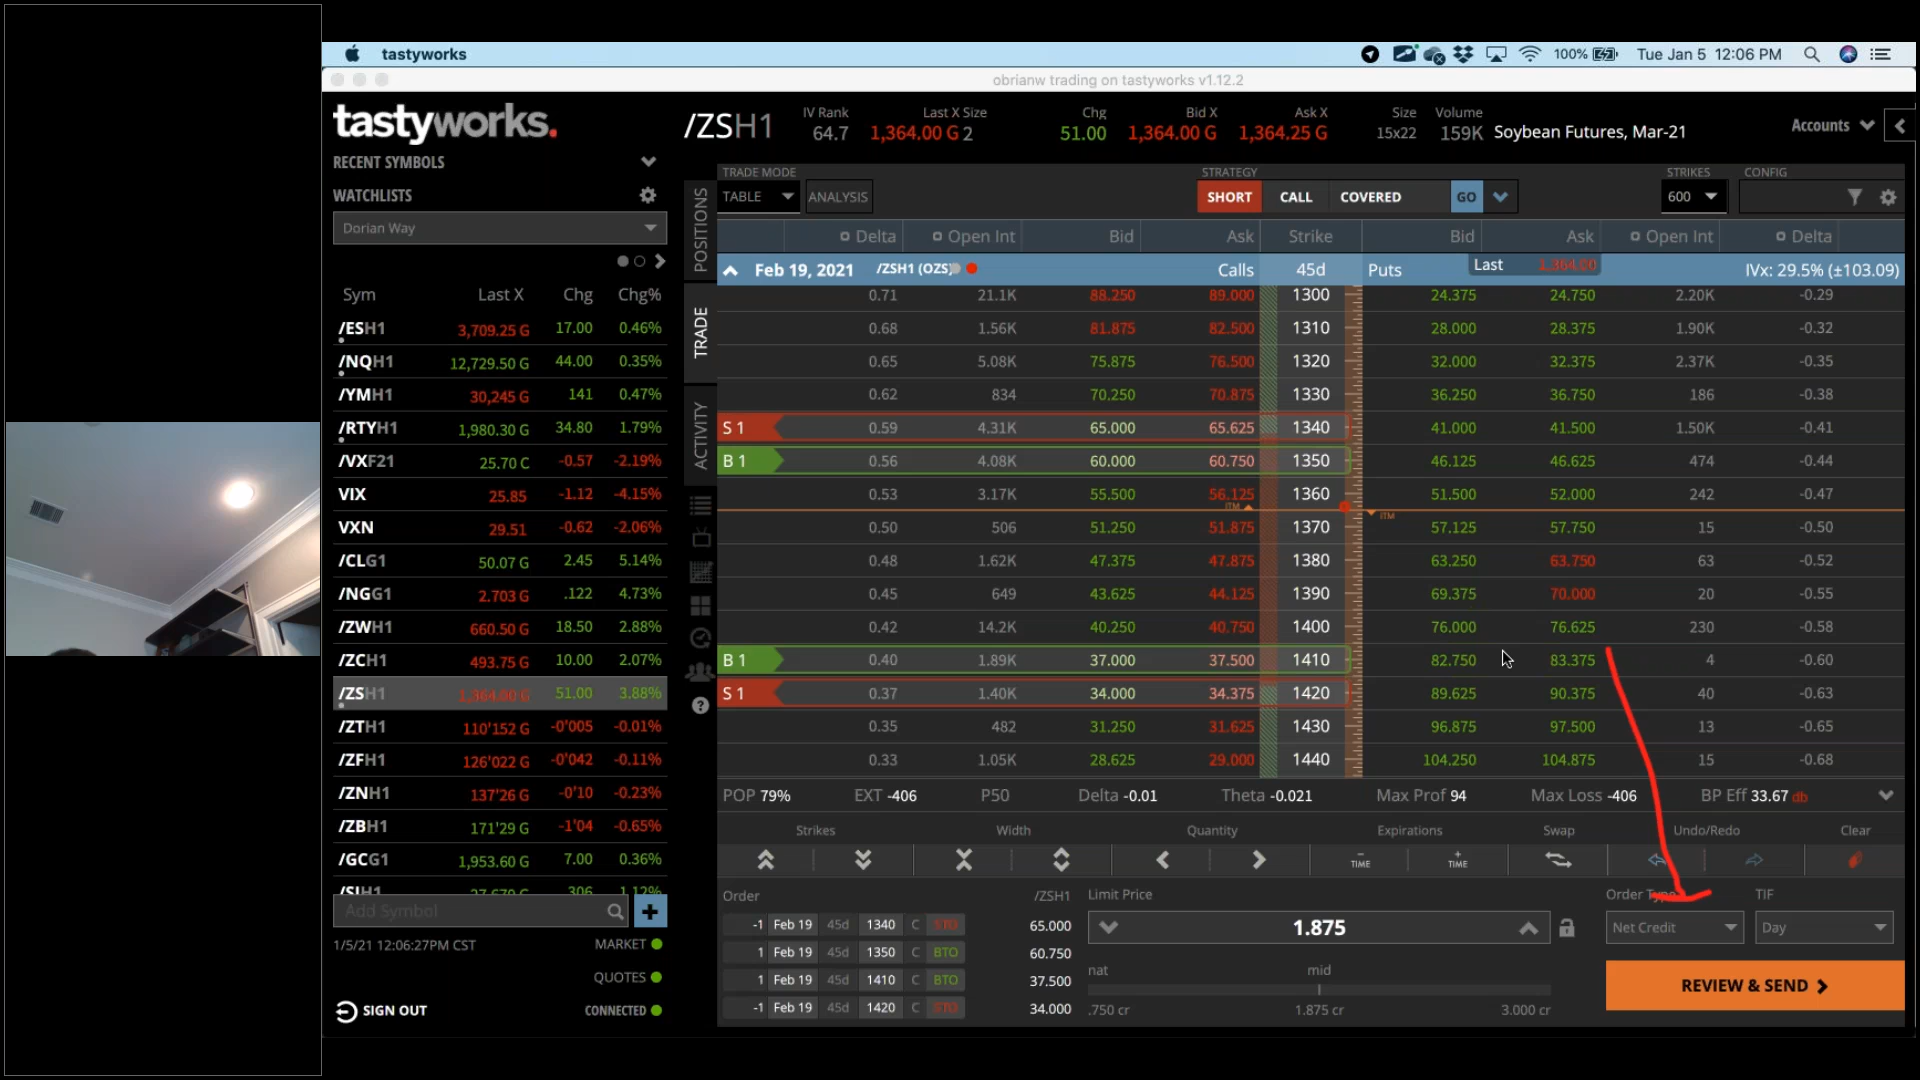 tastyworks 100% Tue Jan 5 12:06 PM
obrianw trading on tastyworks v1.12.2
tastyworks.
/ZSH1 IV Rank 64.7 Last X Size 1,364.00 G 2 Chg 51.00 Bid X 1,364.00 G Ask X 1,364.25 G Size 15x22 Volume 159K Soybean Futures, Mar-21 Accounts
RECENT SYMBOLS
WATCHLISTS
Dorian Way
Sym Last X Chg Chg%
/ESH1 3,709.25 G 17.00 0.46%
/NQH1 12,729.50 G 44.00 0.35%
/YMH1 30,245 G 141 0.47%
/RTYH1 1,980.30 G 34.80 1.79%
/VXF21 25.70 C -0.57 -2.19%
VIX 25.85 -1.12 -4.15%
VXN 29.51 -0.62 -2.06%
/CLG1 50.07 G 2.45 5.14%
/NGG1 2.703 G .122 4.73%
/ZWH1 660.50 G 18.50 2.88%
/ZCH1 493.75 G 10.00 2.07%
/ZSH1 1,364.00 G 51.00 3.88%
/ZTH1 110'152 G -0'005 -0.01%
/ZFH1 126'022 G -0'042 -0.11%
/ZNH1 137'26 G -0'10 -0.23%
/ZBH1 171'29 G -1'04 -0.65%
/GCG1 1,953.60 G 7.00 0.36%
/SIH1 27.670 G .306 1.12%
Add Symbol
1/5/21 12:06:27PM CST MARKET
QUOTES
SIGN OUT CONNECTED
POSITIONS
TRADE
ACTIVITY
TRADE MODE STRATEGY STRIKES CONFIG
TABLE ANALYSIS SHORT CALL COVERED GO 600
Delta Open Int Bid Ask Strike Bid Ask Open Int Delta
Feb 19, 2021 /ZSH1 (OZS) Calls 45d Puts Last 1,364.00 IVx: 29.5% (±103.09)
0.71 21.1K 88.250 89.000 1300 24.375 24.750 2.20K -0.29
0.68 1.56K 81.875 82.500 1310 28.000 28.375 1.90K -0.32
0.65 5.08K 75.875 76.500 1320 32.000 32.375 2.37K -0.35
0.62 834 70.250 70.875 1330 36.250 36.750 186 -0.38
S 1 0.59 4.31K 65.000 65.625 1340 41.000 41.500 1.50K -0.41
B 1 0.56 4.08K 60.000 60.750 1350 46.125 46.625 474 -0.44
0.53 3.17K 55.500 56.125 1360 51.500 52.000 242 -0.47
ITM ITM
0.50 506 51.250 51.875 1370 57.125 57.750 15 -0.50
0.48 1.62K 47.375 47.875 1380 63.250 63.750 63 -0.52
0.45 649 43.625 44.125 1390 69.375 70.000 20 -0.55
0.42 14.2K 40.250 40.750 1400 76.000 76.625 230 -0.58
B 1 0.40 1.89K 37.000 37.500 1410 82.750 83.375 4 -0.60
S 1 0.37 1.40K 34.000 34.375 1420 89.625 90.375 40 -0.63
0.35 482 31.250 31.625 1430 96.875 97.500 13 -0.65
0.33 1.05K 28.625 29.000 1440 104.250 104.875 15 -0.68
POP 79% EXT -406 P50 Delta -0.01 Theta -0.021 Max Prof 94 Max Loss -406 BP Eff 33.67 db
Strikes Width Quantity Expirations Swap Undo/Redo Clear
TIME TIME
Order /ZSH1 Limit Price Order Type TIF
-1 Feb 19 45d 1340 C STO 65.000
1 Feb 19 45d 1350 C BTO 60.750
1 Feb 19 45d 1410 C BTO 37.500
-1 Feb 19 45d 1420 C STO 34.000
1.875 Net Credit Day
nat mid
.750 cr 1.875 cr 3.000 cr
REVIEW & SEND